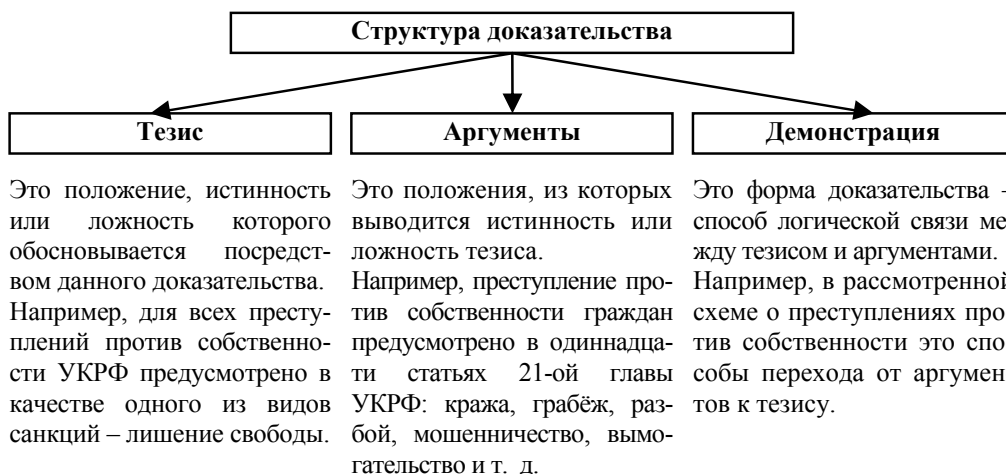 Структура доказательства
Тезис
Аргументы
Демонстрация
Это положение, истинность
или ложность которого
обосновывается посредст-
вом данного доказательства.
Например, для всех престу-
плений против собственно-
сти УКРФ предусмотрено в
качестве одного из видов
санкций – лишение свободы.
Это положения, из которых
выводится истинность или
ложность тезиса.
Например, преступление про-
тив собственности граждан
предусмотрено в одиннадца-
ти статьях 21-ой главы
УКРФ: кража, грабёж, раз-
бой, мошенничество, вымо-
гательство и т. д.
Это форма доказательства –
способ логической связи ме
жду тезисом и аргументами.
Например, в рассмотренной
схеме о преступлениях про
тив собственности это спо
собы перехода от аргумен
тов к тезису.